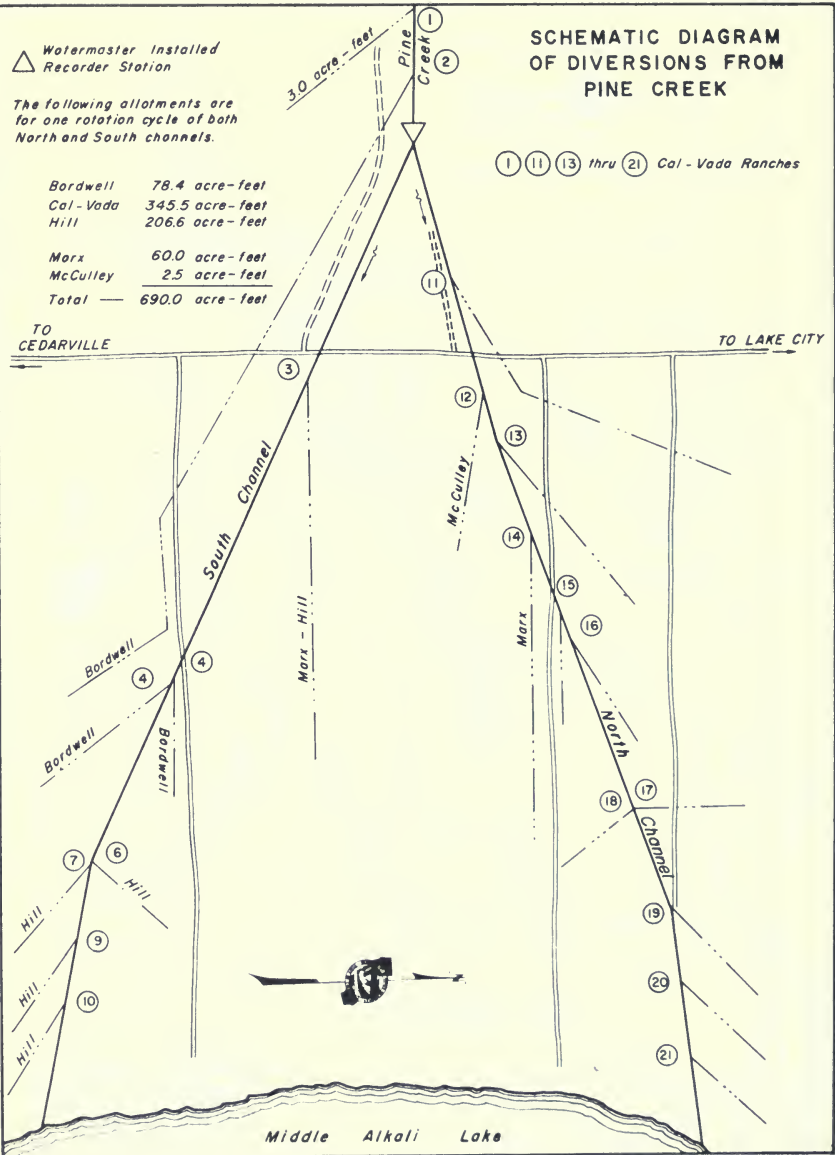 SCHEMATIC DIAGRAM
OF DIVERSIONS FROM
PINE CREEK
Watermaster Installed
Recorder Station
The following allotments are
for one rotation cycle of both
North and South channels.
Bordwell 78.4 acre-feet
Cal-Vada 345.5 acre-feet
Hill 206.6 acre-feet
Marx 60.0 acre-feet
McCulley 2.5 acre-feet
Total — 690.0 acre-feet
3.0 acre-feet
Pine
Creek
1
2
1 11 13 thru 21 Cal-Vada Ranches
11
TO
CEDARVILLE
TO LAKE CITY
3
12
13
South Channel
McCulley
14
15
16
Marx - Hill
Marx
Bordwell
4
4
Bordwell
Bordwell
North
Channel
17
18
7
6
Hill
Hill
9
19
Hill
10
20
Hill
21
Middle Alkali Lake